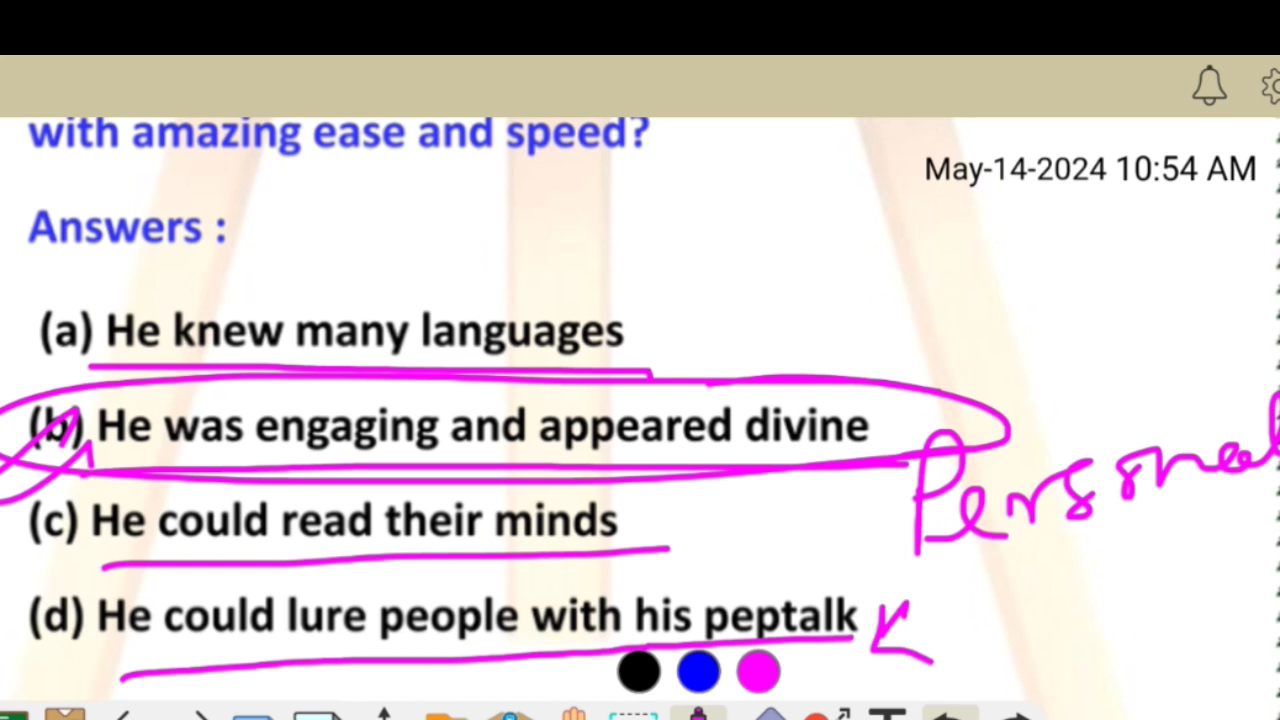 with amazing ease and speed?
May-14-2024 10:54 AM
Answers :
(a) He knew many languages
(b) He was engaging and appeared divine
(c) He could read their minds
(d) He could lure people with his peptalk